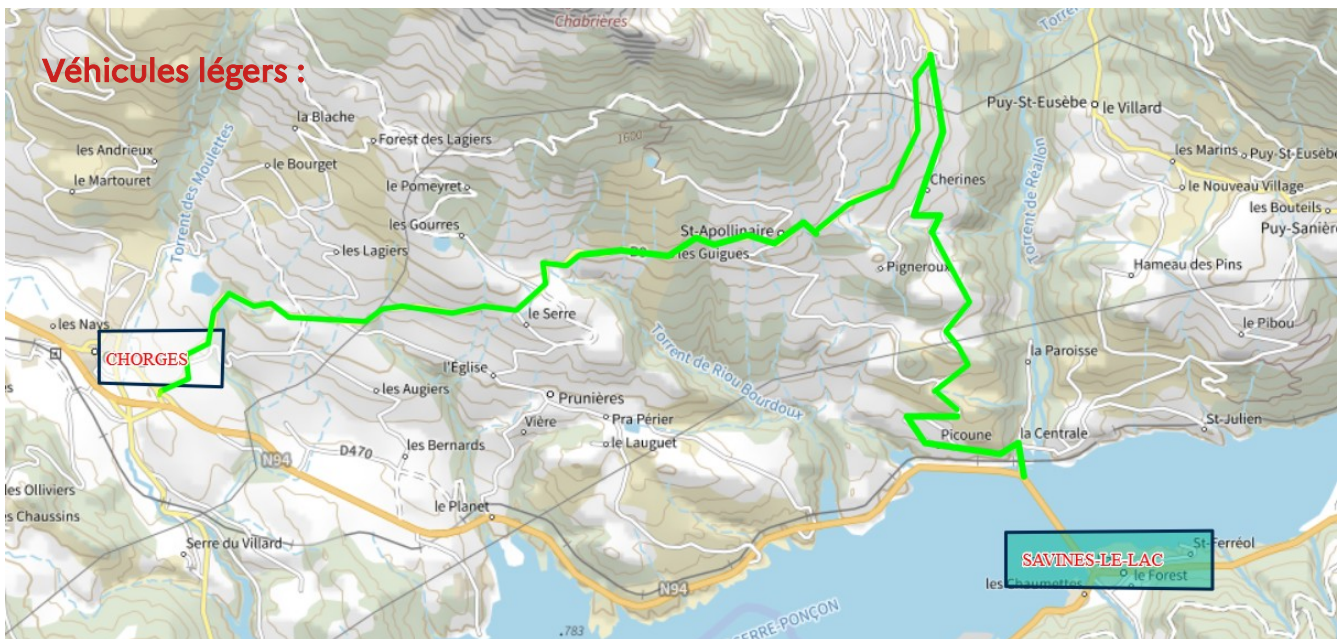 Chabrières
Véhicules légers :
Torrent
la Blache
Puy-St-Eusèbe
le Villard
1600
Forest des Lagiers
les Andrieux
le Bourget
les Marins
Puy-St-Eusèbe
le Martouret
Torrent des Moulettes
le Pomeyret
Cherines
Torrent de Réallon
le Nouveau Village
les Bouteils
les Gourres
St-Apollinaire
Puy-Sanière
les Lagiers
D9
les Guigues
Pigneroux
Hameau des Pins
les Nays
le Serre
le Pibou
CHORGES
Torrent de Riou Bourdoux
la Paroisse
l'Église
les Augiers
Prunières
Pra Périer
St-Julien
Vière
Picoune
la Centrale
les Bernards
le Lauguet
D470
N94
les Olliviers
le Planet
s Chaussins
Serre du Villard
St-Ferréol
SAVINES-LE-LAC
le Forest
les Chaumettes
N94
SERRE-PONÇON
783